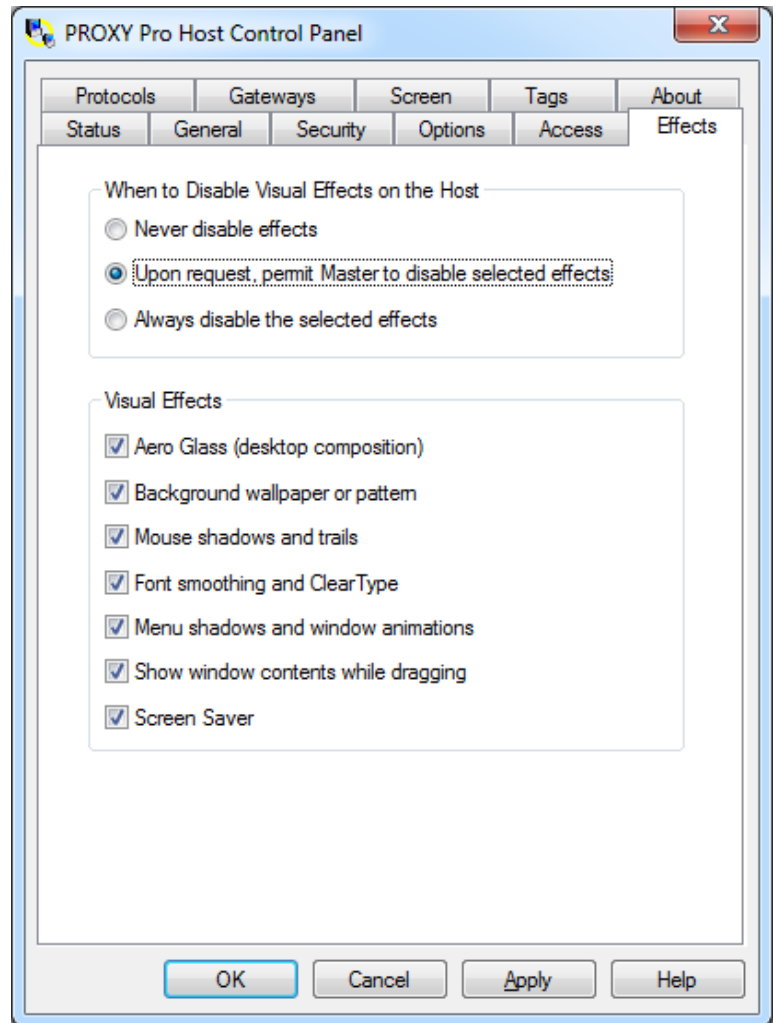 PROXY Pro Host Control Panel
Protocols Gateways Screen Tags About
Status General Security Options Access Effects
When to Disable Visual Effects on the Host
Never disable effects
Upon request, permit Master to disable selected effects
Always disable the selected effects
Visual Effects
Aero Glass (desktop composition)
Background wallpaper or pattern
Mouse shadows and trails
Font smoothing and ClearType
Menu shadows and window animations
Show window contents while dragging
Screen Saver
OK Cancel Apply Help